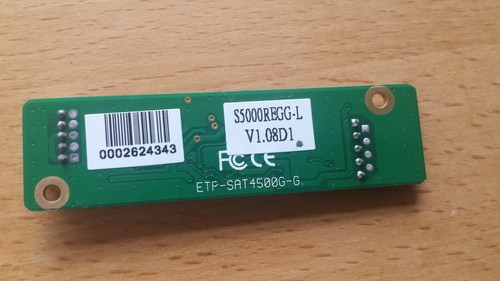 0002624343
S5000REGG-L
V1.08D1
FC CE
ETP-SAT4500G-G